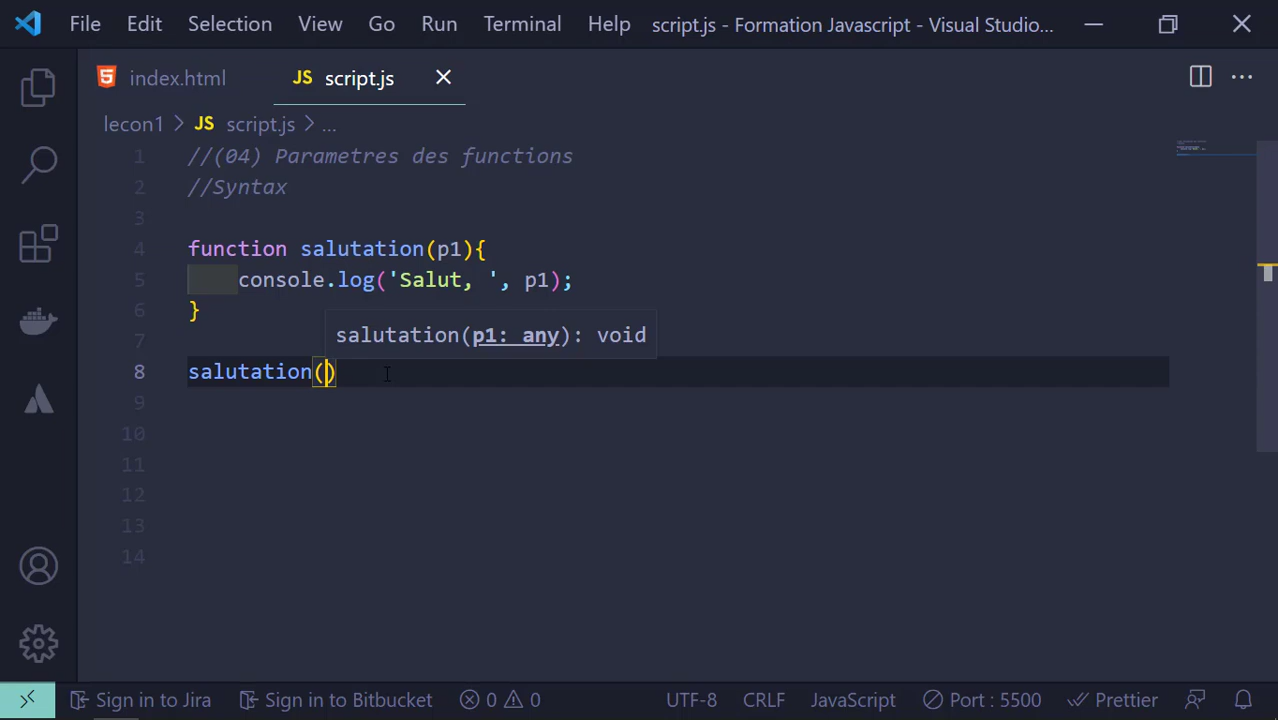 File Edit Selection View Go Run Terminal Help script.js - Formation Javascript - Visual Studio...
index.html JS script.js
lecon1 > JS script.js > ...
1 //(04) Parametres des functions
2 //Syntax
3
4 function salutation(p1){
5 console.log('Salut, ', p1);
6 }
7 salutation(p1: any): void
8 salutation()
9
10
11
12
13
14
Sign in to Jira Sign in to Bitbucket 0 0 UTF-8 CRLF JavaScript Port : 5500 Prettier